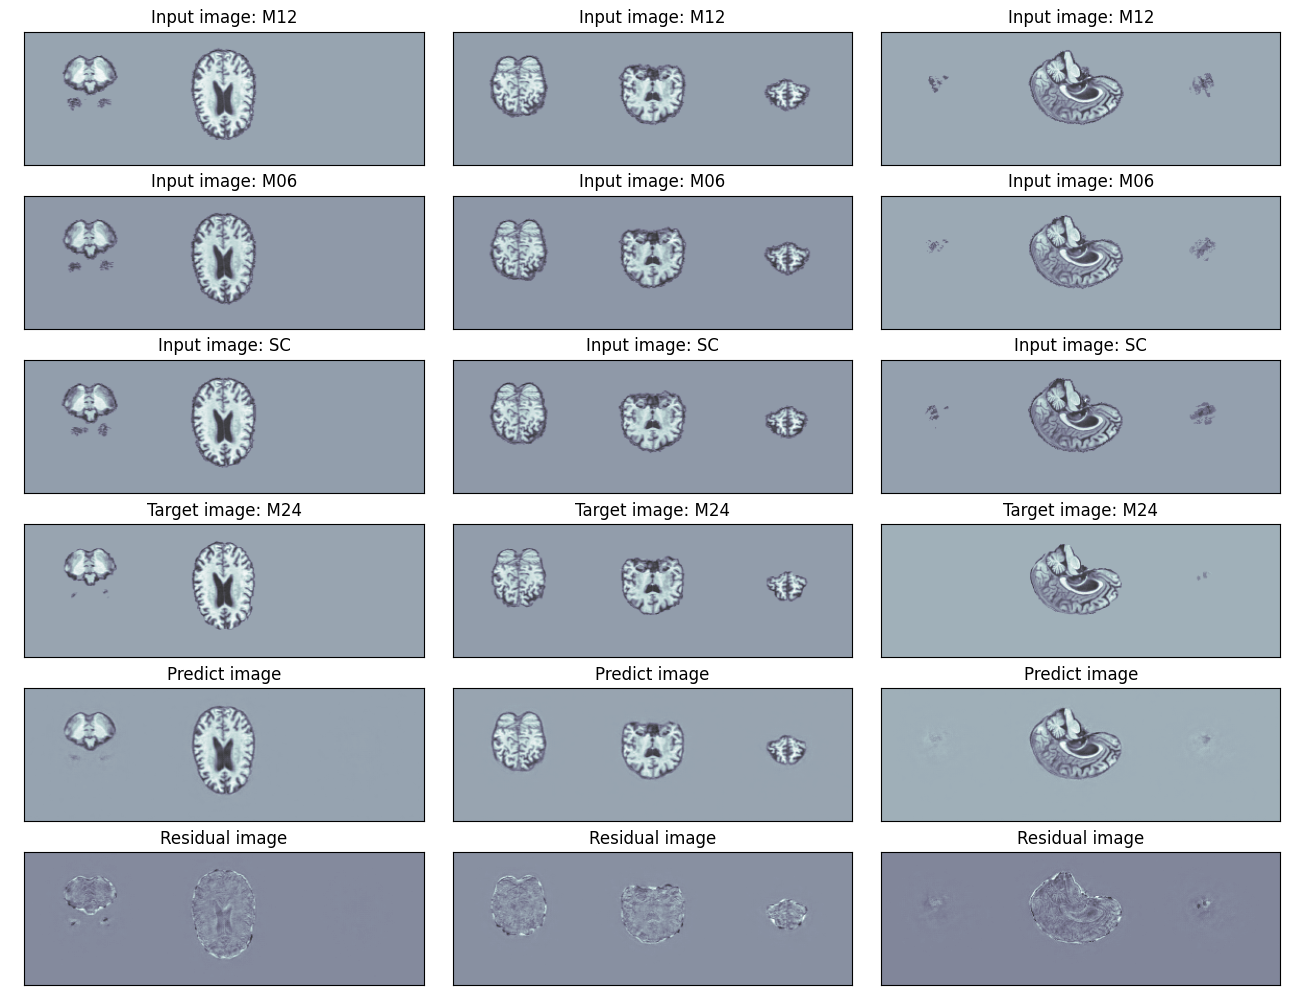 Input image: M12 Input image: M12 Input image: M12
Input image: M06 Input image: M06 Input image: M06
Input image: SC Input image: SC Input image: SC
Target image: M24 Target image: M24 Target image: M24
Predict image Predict image Predict image
Residual image Residual image Residual image